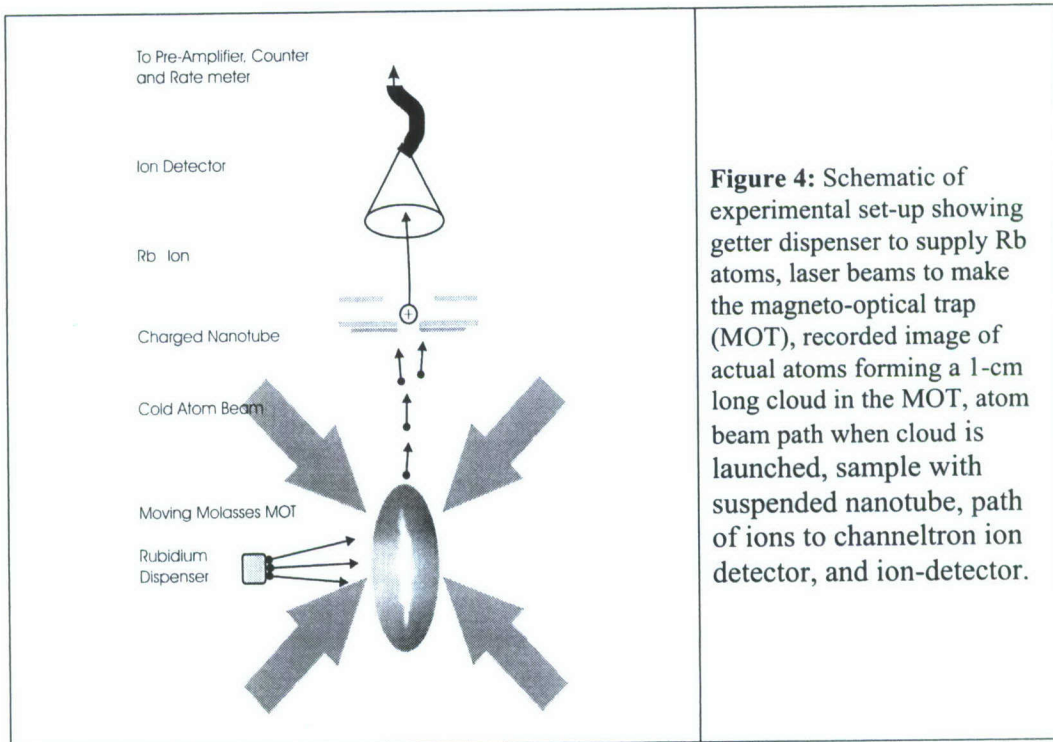 To Pre-Amplifier, Counter
and Rate meter
Ion Detector
Rb Ion
+
Charged Nanotube
Cold Atom Beam
Moving Molasses MOT
Rubidium
Dispenser
Figure 4: Schematic of
experimental set-up showing
getter dispenser to supply Rb
atoms, laser beams to make
the magneto-optical trap
(MOT), recorded image of
actual atoms forming a 1-cm
long cloud in the MOT, atom
beam path when cloud is
launched, sample with
suspended nanotube, path
of ions to channeltron ion
detector, and ion-detector.